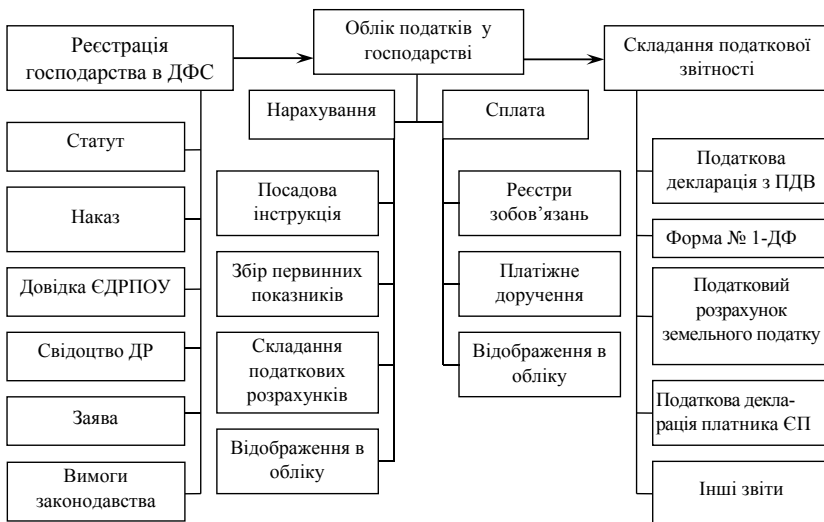 Реєстрація
господарства в ДФС
Облік податків у
господарстві
Складання податкової
звітності
Статут
Наказ
Довідка ЄДРПОУ
Свідоцтво ДР
Заява
Вимоги
законодавства
Нарахування
Посадова
інструкція
Збір первинних
показників
Складання
податкових
розрахунків
Відображення в
обліку
Сплата
Реєстри
зобов’язань
Платіжне
доручення
Відображення в
обліку
Податкова
декларація з ПДВ
Форма № 1-ДФ
Податковий
розрахунок
земельного податку
Податкова декла-
рація платника ЄП
Інші звіти